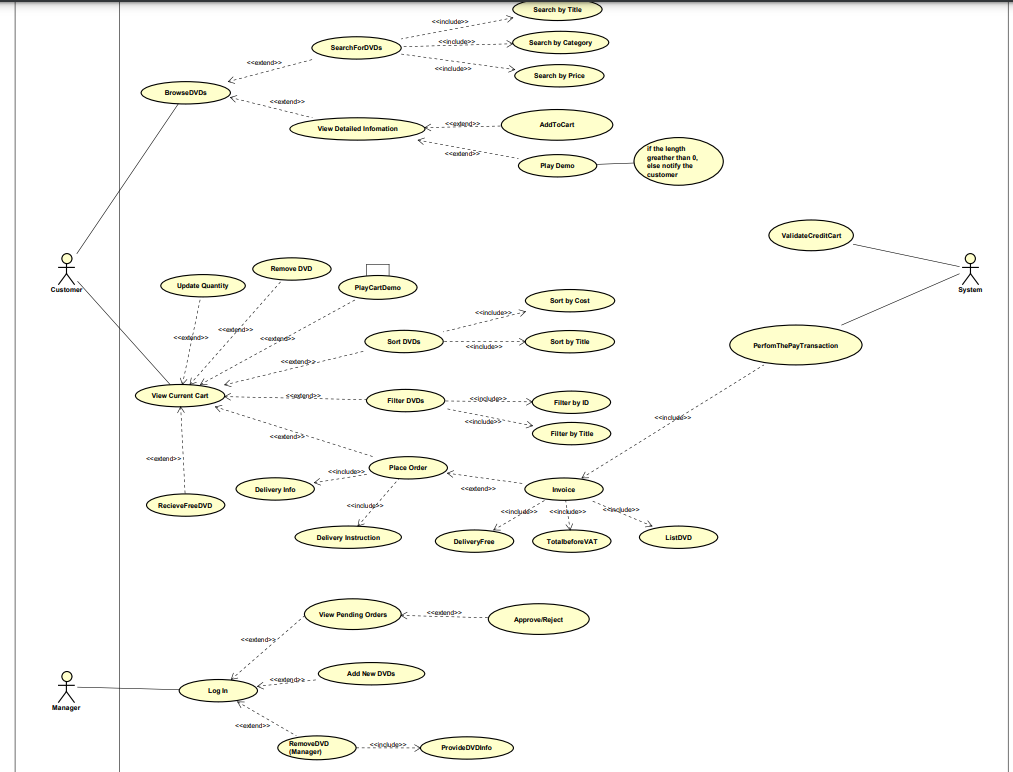 Search by Title
<<include>>
SearchForDVDs
<<include>>
Search by Category
<<extend>>
<<include>>
Search by Price
BrowseDVDs
<<extend>>
View Detailed Infomation
<<extend>>
AddToCart
<<extend>>
Play Demo
if the length
greather than 0,
else notify the
customer
ValidateCreditCart
Customer
System
Remove DVD
Update Quantity
PlayCartDemo
Sort by Cost
<<include>>
<<extend>>
<<extend>>
<<extend>>
Sort DVDs
<<include>>
Sort by Title
PerfomThePayTransaction
<<extend>>
View Current Cart
<<extend>>
Filter DVDs
<<include>>
Filter by ID
<<include>>
<<include>>
Filter by Title
<<extend>>
<<extend>>
Place Order
<<include>>
Delivery Info
<<extend>>
Invoice
RecieveFreeDVD
<<include>>
<<include>>
<<include>>
<<include>>
Delivery Instruction
DeliveryFree
TotalbeforeVAT
ListDVD
View Pending Orders
<<extend>>
Approve/Reject
<<extend>>
Add New DVDs
<<extend>>
Manager
Log In
<<extend>>
RemoveDVD
(Manager)
<<include>>
ProvideDVDInfo